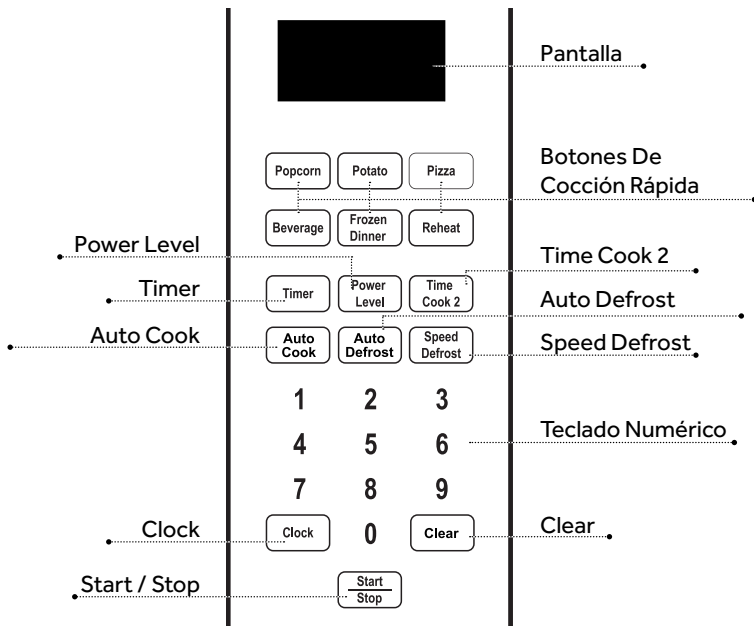 Pantalla
Popcorn
Potato
Pizza
Botones De
Cocción Rápida
Beverage
Frozen
Dinner
Reheat
Power Level
Time Cook 2
Timer
Timer
Power
Level
Time
Cook 2
Auto Defrost
Auto Cook
Auto
Cook
Auto
Defrost
Speed
Defrost
Speed Defrost
1 2 3
4 5 6
Teclado Numérico
7 8 9
Clock
Clock
0
Clear
Clear
Start / Stop
Start
Stop